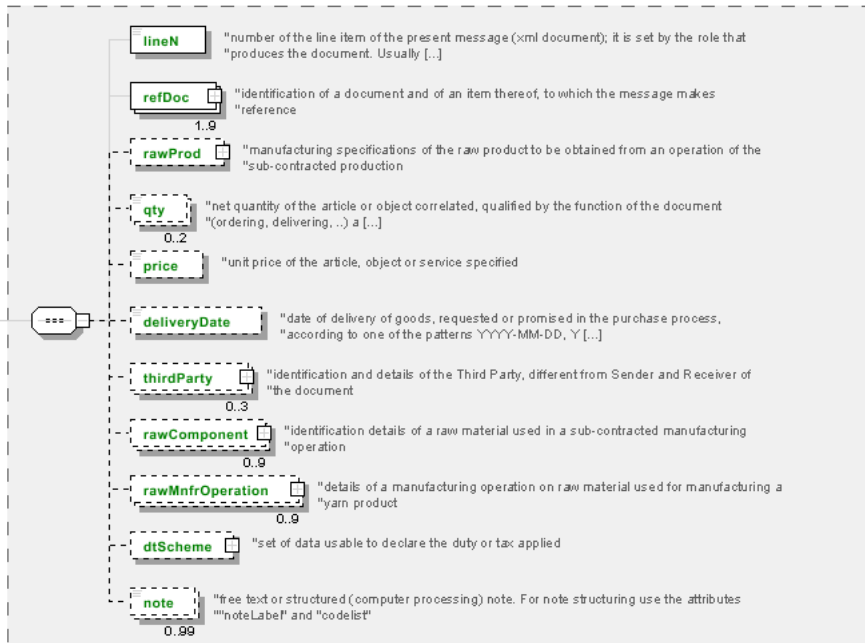 lineN
"number of the line item of the present message (xml document); it is set by the role that
"produces the document. Usually [...]
refDoc
"identification of a document and of an item thereof, to which the message makes
"reference
1..9
rawProd
"manufacturing specifications of the raw product to be obtained from an operation of the
"sub-contracted production
qty
"net quantity of the article or object correlated, qualified by the function of the document
"(ordering, delivering, ..) a [...]
0..2
price
"unit price of the article, object or service specified
deliveryDate
"date of delivery of goods, requested or promised in the purchase process,
"according to one of the patterns YYYY-MM-DD, Y [...]
thirdParty
"identification and details of the Third Party, different from Sender and Receiver of
"the document
0..3
rawComponent
"identification details of a raw material used in a sub-contracted manufacturing
"operation
0..9
rawMnfrOperation
"details of a manufacturing operation on raw material used for manufacturing a
"yarn product
0..9
dtScheme
"set of data usable to declare the duty or tax applied
note
"free text or structured (computer processing) note. For note structuring use the attributes
""noteLabel" and "codelist"
0..99